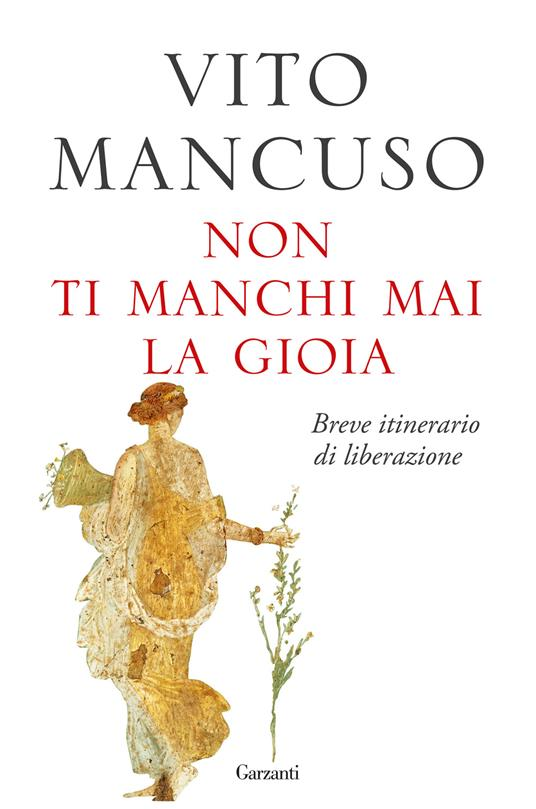 VITO
MANCUSO
NON
TI MANCHI MAI
LA GIOIA
Breve itinerario
di liberazione
Garzanti